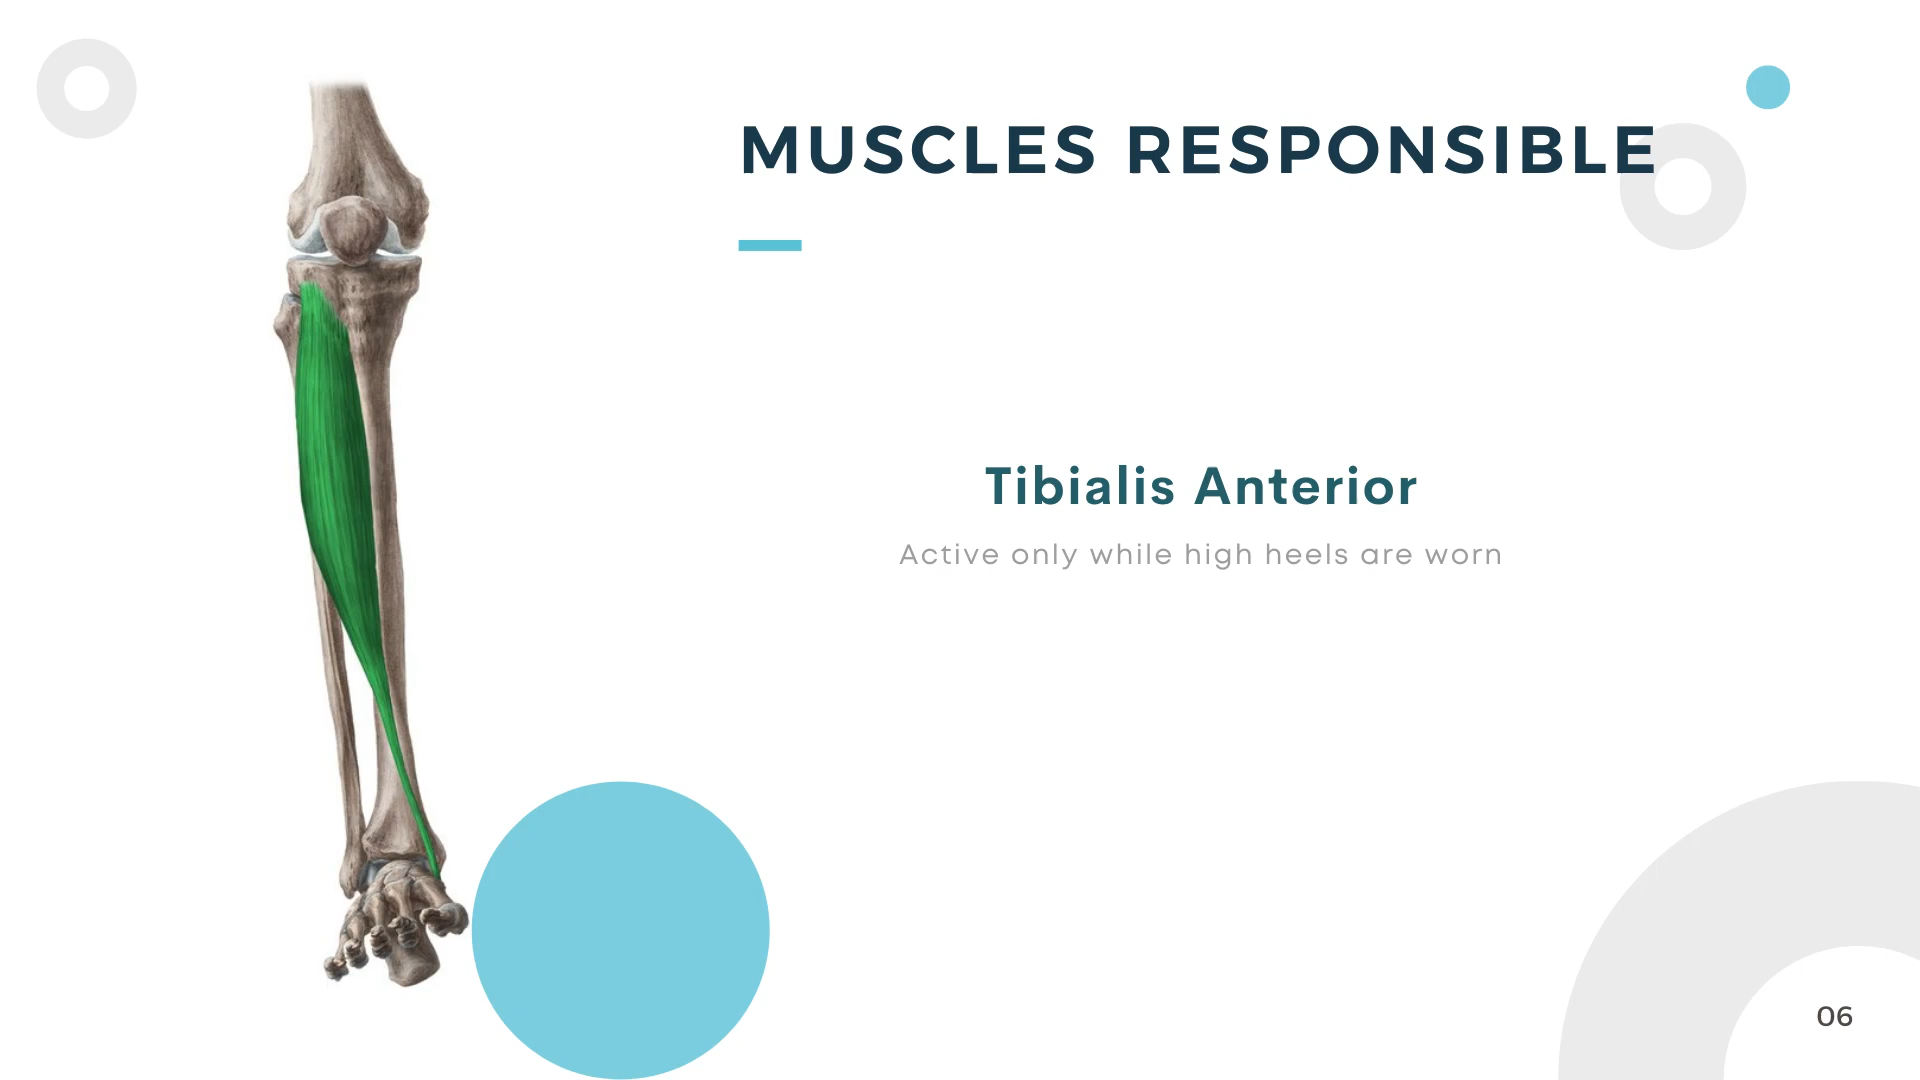 MUSCLES RESPONSIBLE
Tibialis Anterior
Active only while high heels are worn
06